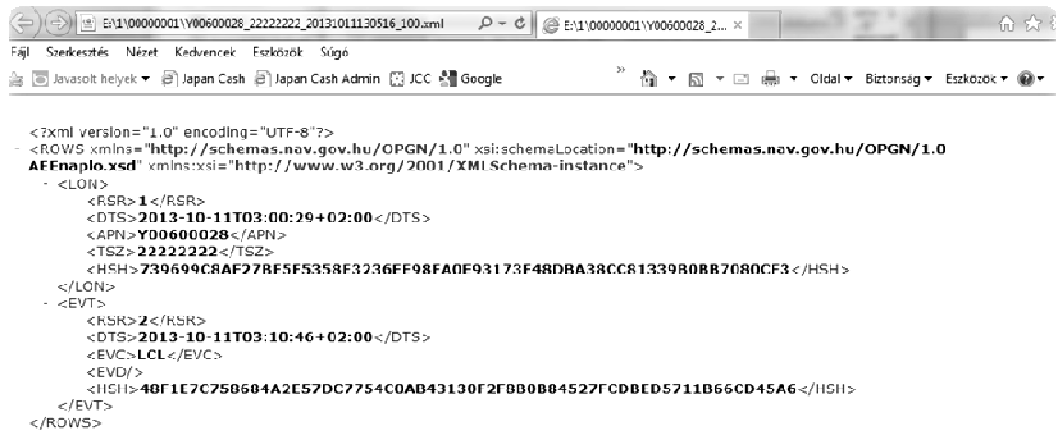 E:\1\00000001\Y00600028_22222222_20131011130516_100.xml
E:\1\00000001\Y00600028_2...
Fájl Szerkesztés Nézet Kedvencek Eszközök Súgó
Javasolt helyek Japan Cash Japan Cash Admin JCC Google » Oldal Biztonság Eszközök
<?xml version="1.0" encoding="UTF-8"?>
- <ROWS xmlns="http://schemas.nav.gov.hu/OPGN/1.0" xsi:schemaLocation="http://schemas.nav.gov.hu/OPGN/1.0
AEEnaplo.xsd" xmlns:xsi="http://www.w3.org/2001/XMLSchema-instance">
- <LON>
<RSR>1</RSR>
<DTS>2013-10-11T03:00:29+02:00</DTS>
<APN>Y00600028</APN>
<TSZ>22222222</TSZ>
<HSH></HSH>
</LON>
- <EVT>
<RSR>2</RSR>
<DTS>2013-10-11T03:10:46+02:00</DTS>
<EVC>LCL</EVC>
<EVD/>
<HSH></HSH>
</EVT>
</ROWS>